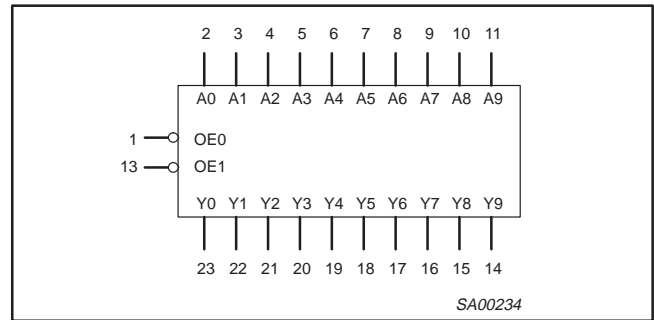 2 3 4 5 6 7 8 9 10 11
A0 A1 A2 A3 A4 A5 A6 A7 A8 A9
1 OE0
13 OE1
Y0 Y1 Y2 Y3 Y4 Y5 Y6 Y7 Y8 Y9
23 22 21 20 19 18 17 16 15 14
SA00234